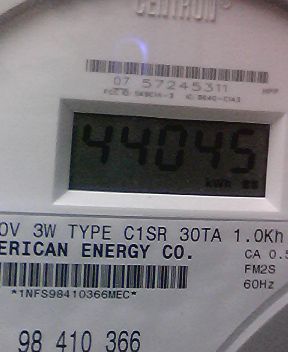 CENTRON®
07 57245311
44045
kWh
0V 3W TYPE C1SR 30TA 1.0Kh
ERICAN ENERGY CO.
CA 0.5
FM2S
60Hz
*1NFS98410366MEC*
98 410 366